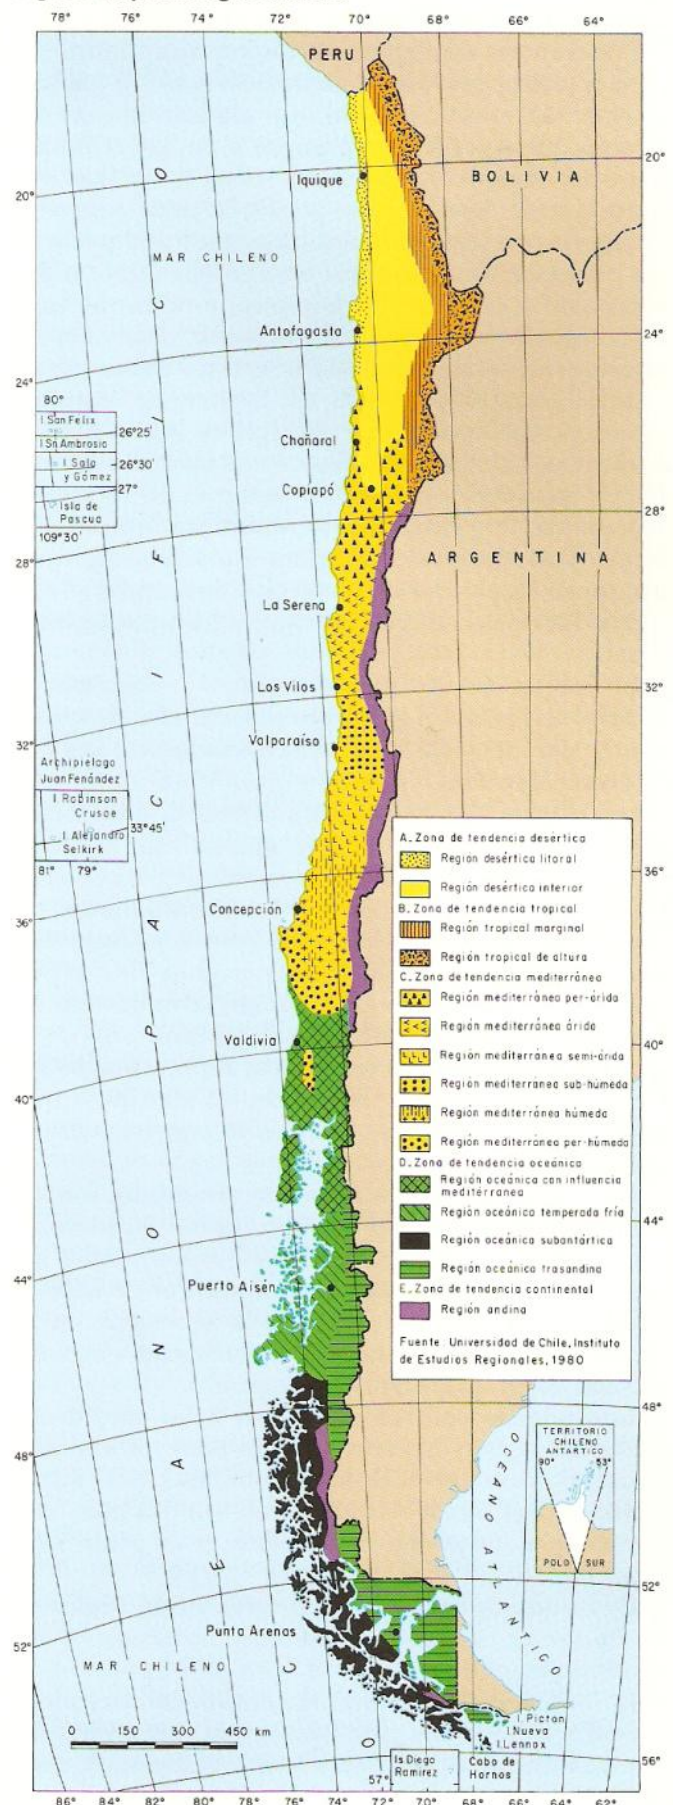 78° 76° 74° 72° 70° 68° 66° 64° 62°
PERU
20°
Iquique
BOLIVIA
20°
MAR CHILENO
Antofagasta
24°
24°
80°
I San Felix
26°25'
I Sn Ambrosio
Chañaral
I Sala
y Gómez
26°30'
27°
Copiapó
Isla de
Pascua
109°30'
28°
28°
ARGENTINA
La Serena
Los Vilos
32°
Valparaíso
32°
Archipiélago
Juan Fenández
I Robinson
Crusoe
33°45'
I. Alejandro
Selkirk
81° 79°
A. Zona de tendencia desértica
Región desértica litoral
Región desértica interior
B. Zona de tendencia tropical
Región tropical marginal
Región tropical de altura
C. Zona de tendencia mediterránea
Región mediterránea per-árida
Región mediterránea árida
Región mediterránea semi-árida
Región mediterránea sub-húmeda
Región mediterránea húmeda
Región mediterránea per-húmeda
D. Zona de tendencia oceánica
Región oceánica con influencia
mediterránea
Región oceánica temperada fría
Región oceánica subantártica
Región oceánica trasandina
E. Zona de tendencia continental
Región andina
Fuente: Universidad de Chile, Instituto
de Estudios Regionales, 1980
36°
Concepción
36°
Valdivia
40°
40°
44°
Puerto Aisén
44°
48°
48°
OCEANO PACIFICO
OCEANO ATLANTICO
TERRITORIO
CHILENO
ANTARTICO
90° 53°
POLO SUR
52°
Punta Arenas
52°
MAR CHILENO
0 150 300 450 km
I. Picton
I. Nueva
I. Lennox
Is Diego
Ramirez
57°
Cabo de
Hornos
56°
86° 84° 82° 80° 78° 76° 74° 72° 70° 68° 66° 64°